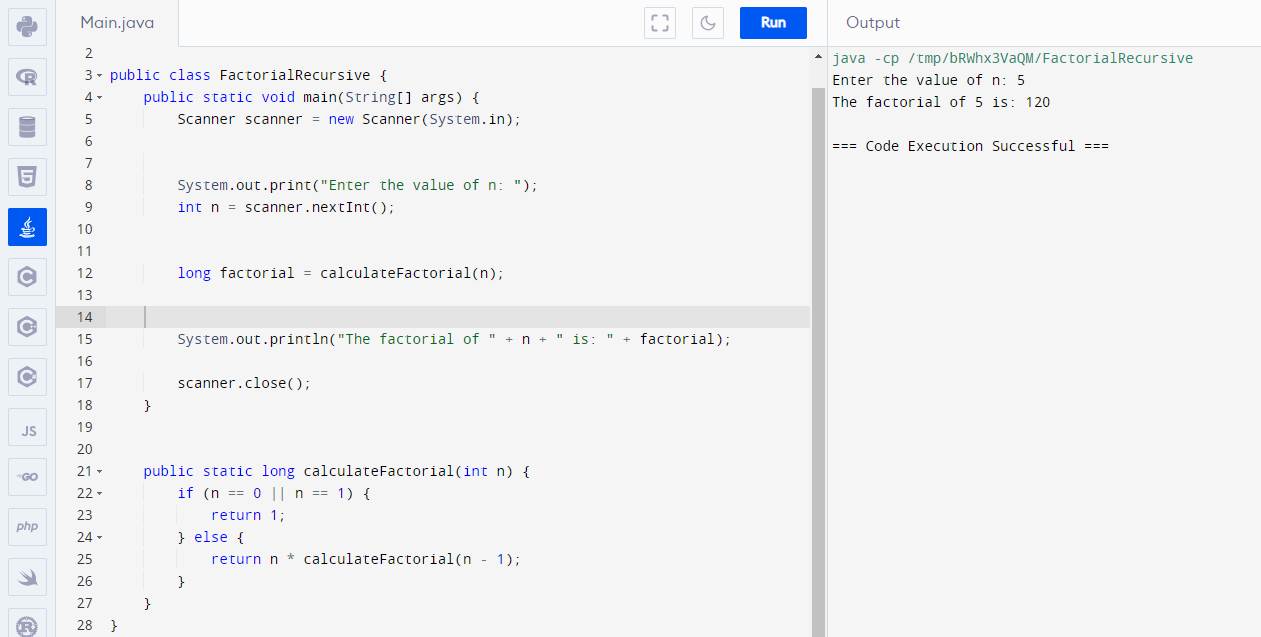 Main.java
Run
Output
2
3 public class FactorialRecursive {
4 public static void main(String[] args) {
5 Scanner scanner = new Scanner(System.in);
6
7
8 System.out.print("Enter the value of n: ");
9 int n = scanner.nextInt();
10
11
12 long factorial = calculateFactorial(n);
13
14
15 System.out.println("The factorial of " + n + " is: " + factorial);
16
17 scanner.close();
18 }
19
20
21 public static long calculateFactorial(int n) {
22 if (n == 0 || n == 1) {
23 return 1;
24 } else {
25 return n * calculateFactorial(n - 1);
26 }
27 }
28 }
java -cp /tmp/bRWhx3VaQM/FactorialRecursive
Enter the value of n: 5
The factorial of 5 is: 120
=== Code Execution Successful ===
R
5
C
C
C
JS
GO
php
R